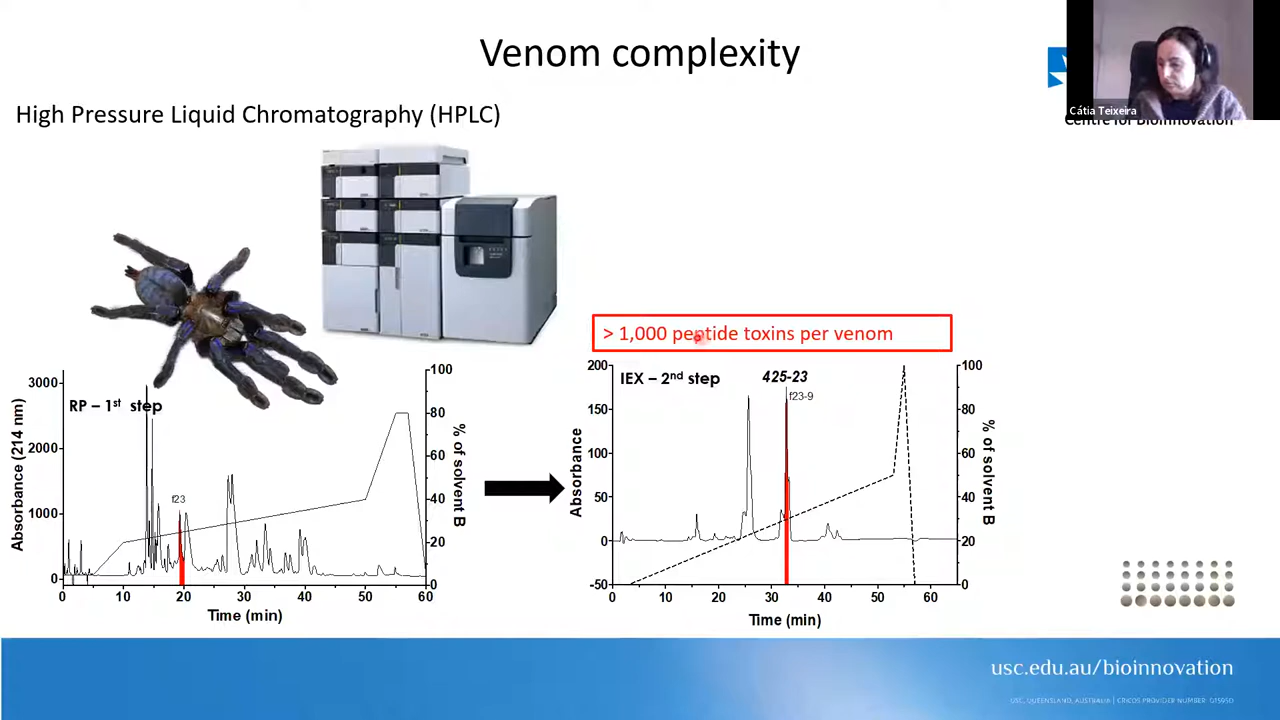 Venom complexity
Cátia Teixeira
Centre for Bioinnovation
High Pressure Liquid Chromatography (HPLC)
> 1,000 peptide toxins per venom
RP – 1st step
3000
2000
1000
0
Absorbance (214 nm)
f23
100
80
60
40
20
0
% of solvent B
0 10 20 30 40 50 60
Time (min)
IEX – 2nd step
425-23
f23-9
200
150
100
50
0
-50
Absorbance
100
80
60
40
20
0
% of solvent B
0 10 20 30 40 50 60
Time (min)
usc.edu.au/bioinnovation
USC, QUEENSLAND, AUSTRALIA | CRICOS PROVIDER NUMBER: 01595D